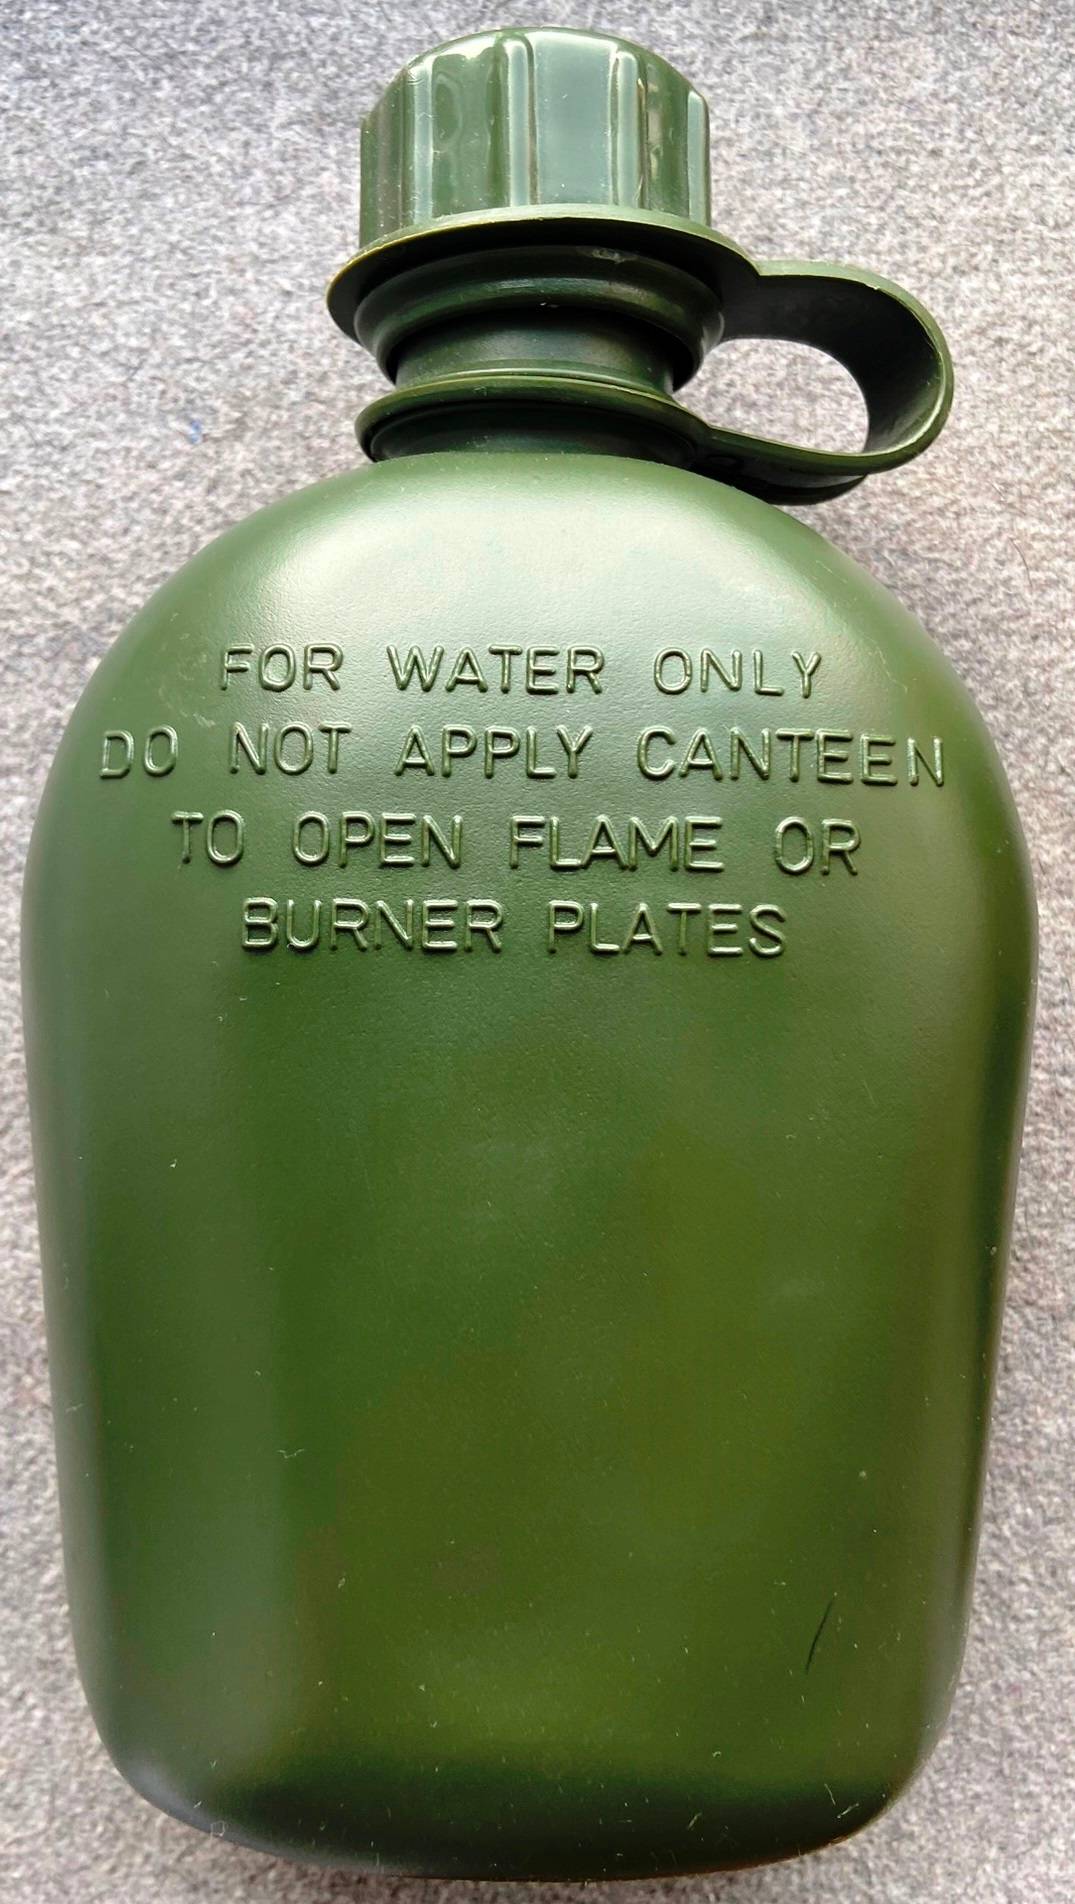 FOR WATER ONLY
DO NOT APPLY CANTEEN
TO OPEN FLAME OR
BURNER PLATES